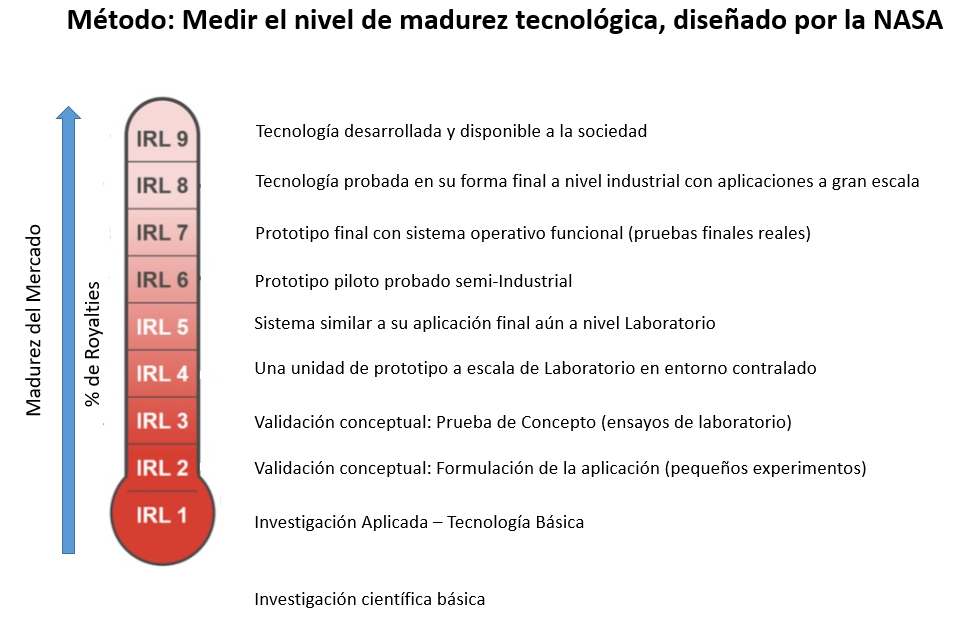 Método: Medir el nivel de madurez tecnológica, diseñado por la NASA
Madurez del Mercado
% de Royalties
IRL 9 Tecnología desarrollada y disponible a la sociedad
IRL 8 Tecnología probada en su forma final a nivel industrial con aplicaciones a gran escala
IRL 7 Prototipo final con sistema operativo funcional (pruebas finales reales)
IRL 6 Prototipo piloto probado semi-Industrial
IRL 5 Sistema similar a su aplicación final aún a nivel Laboratorio
IRL 4 Una unidad de prototipo a escala de Laboratorio en entorno contralado
IRL 3 Validación conceptual: Prueba de Concepto (ensayos de laboratorio)
IRL 2 Validación conceptual: Formulación de la aplicación (pequeños experimentos)
IRL 1 Investigación Aplicada – Tecnología Básica
Investigación científica básica